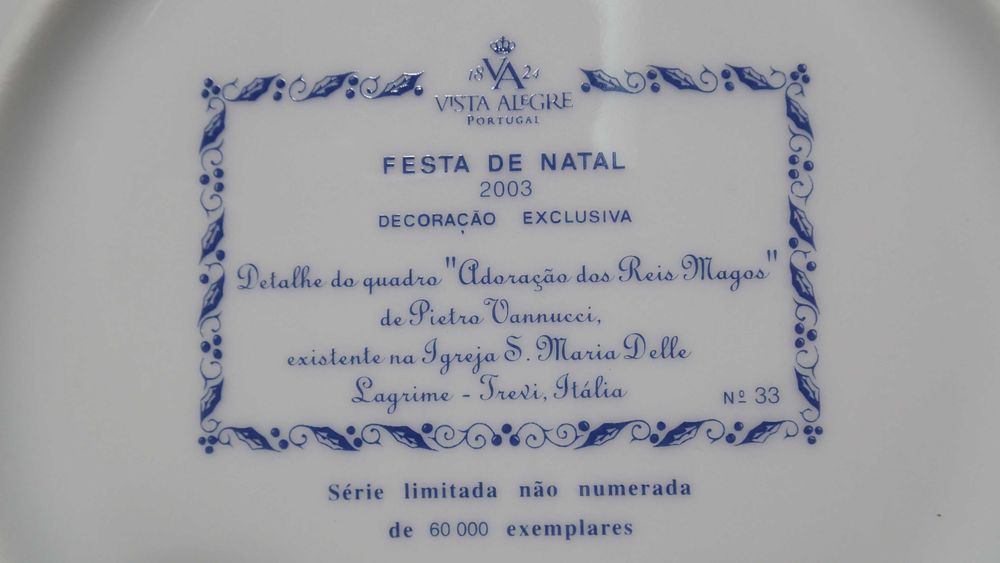 18 VA 24
VISTA ALEGRE
PORTUGAL
FESTA DE NATAL
2003
DECORAÇÃO EXCLUSIVA
Detalhe do quadro "Adoração dos Reis Magos"
de Pietro Vannucci,
existente na Igreja S. Maria Delle
Lagrime - Trevi, Itália
Nº 33
Série limitada não numerada
de 60 000 exemplares